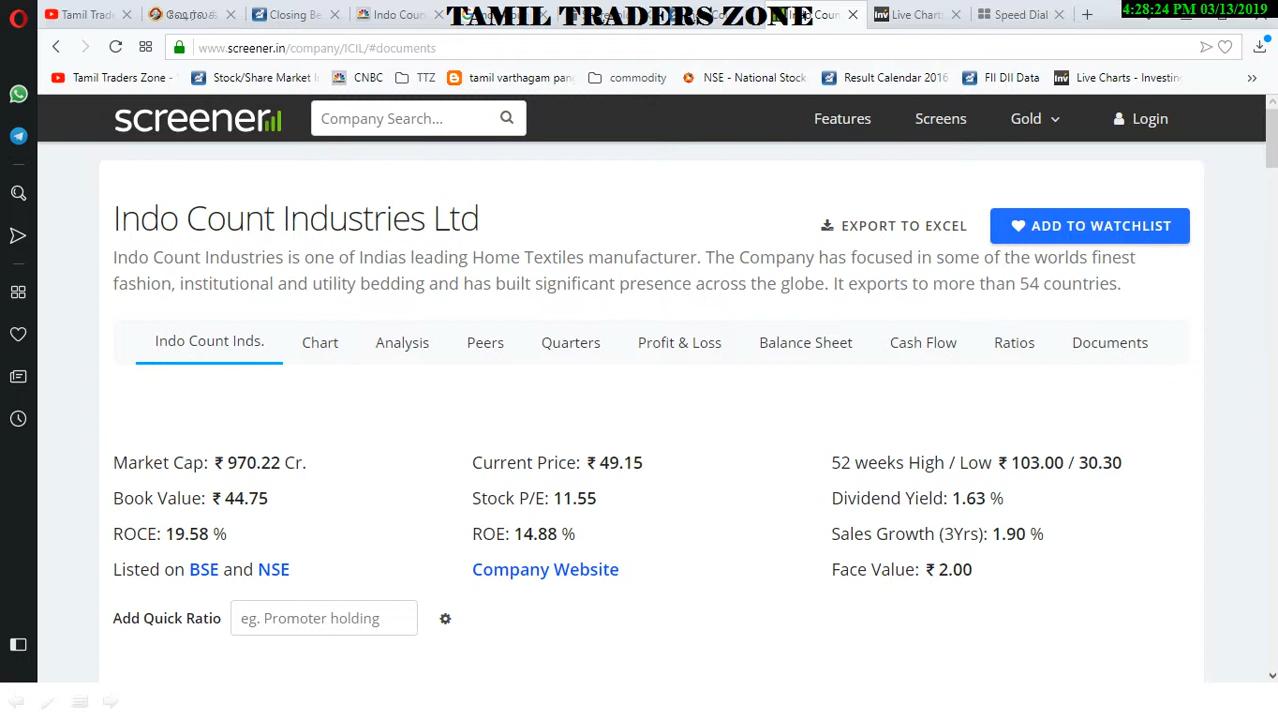 Tamil Trade
Closing Be
Indo Coun
TAMIL TRADERS ZONE
Live Charts
Speed Dial
4:28:24 PM 03/13/2019
www.screener.in/company/ICIL/#documents
Tamil Traders Zone -
Stock/Share Market I
CNBC
TTZ
tamil varthagam pan
commodity
NSE - National Stock
Result Calendar 2016
FII DII Data
Live Charts - Investin
screener
Company Search...
Features
Screens
Gold
Login
Indo Count Industries Ltd
EXPORT TO EXCEL
ADD TO WATCHLIST
Indo Count Industries is one of Indias leading Home Textiles manufacturer. The Company has focused in some of the worlds finest
fashion, institutional and utility bedding and has built significant presence across the globe. It exports to more than 54 countries.
Indo Count Inds. Chart Analysis Peers Quarters Profit & Loss Balance Sheet Cash Flow Ratios Documents
Market Cap: ₹ 970.22 Cr. Current Price: ₹ 49.15 52 weeks High / Low ₹ 103.00 / 30.30
Book Value: ₹ 44.75 Stock P/E: 11.55 Dividend Yield: 1.63 %
ROCE: 19.58 % ROE: 14.88 % Sales Growth (3Yrs): 1.90 %
Listed on BSE and NSE Company Website Face Value: ₹ 2.00
Add Quick Ratio eg. Promoter holding